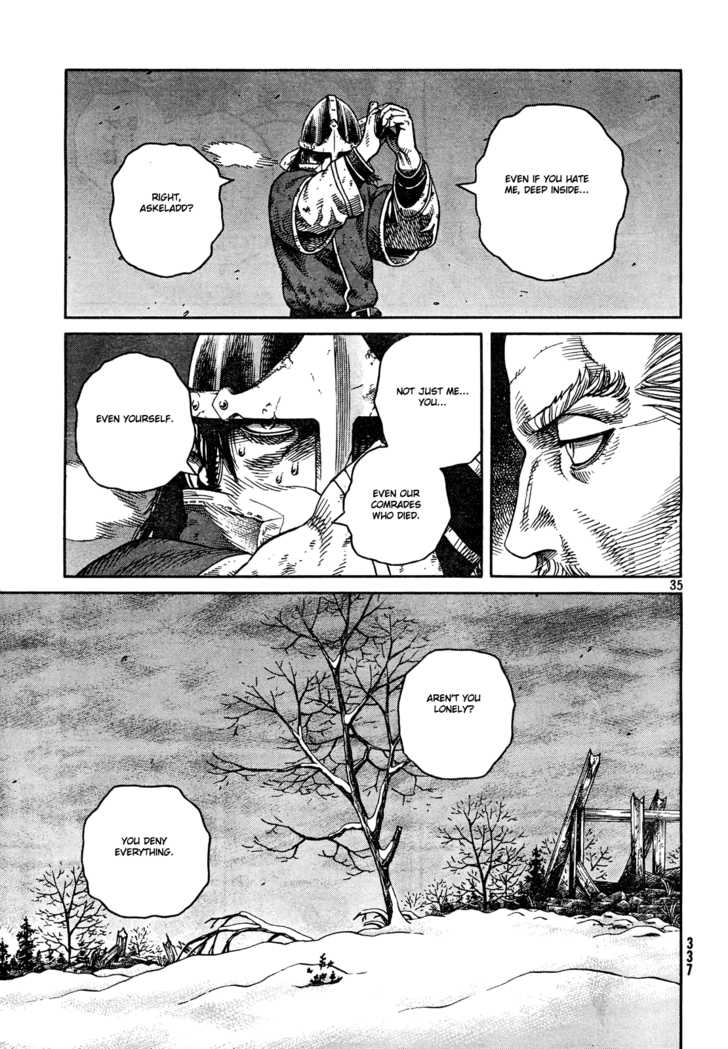 EVEN IF YOU HATE
ME, DEEP INSIDE...
RIGHT,
ASKELADD?
NOT JUST ME...
YOU...
EVEN OUR
COMRADES
WHO DIED.
EVEN YOURSELF.
35
AREN'T YOU
LONELY?
YOU DENY
EVERYTHING.
337